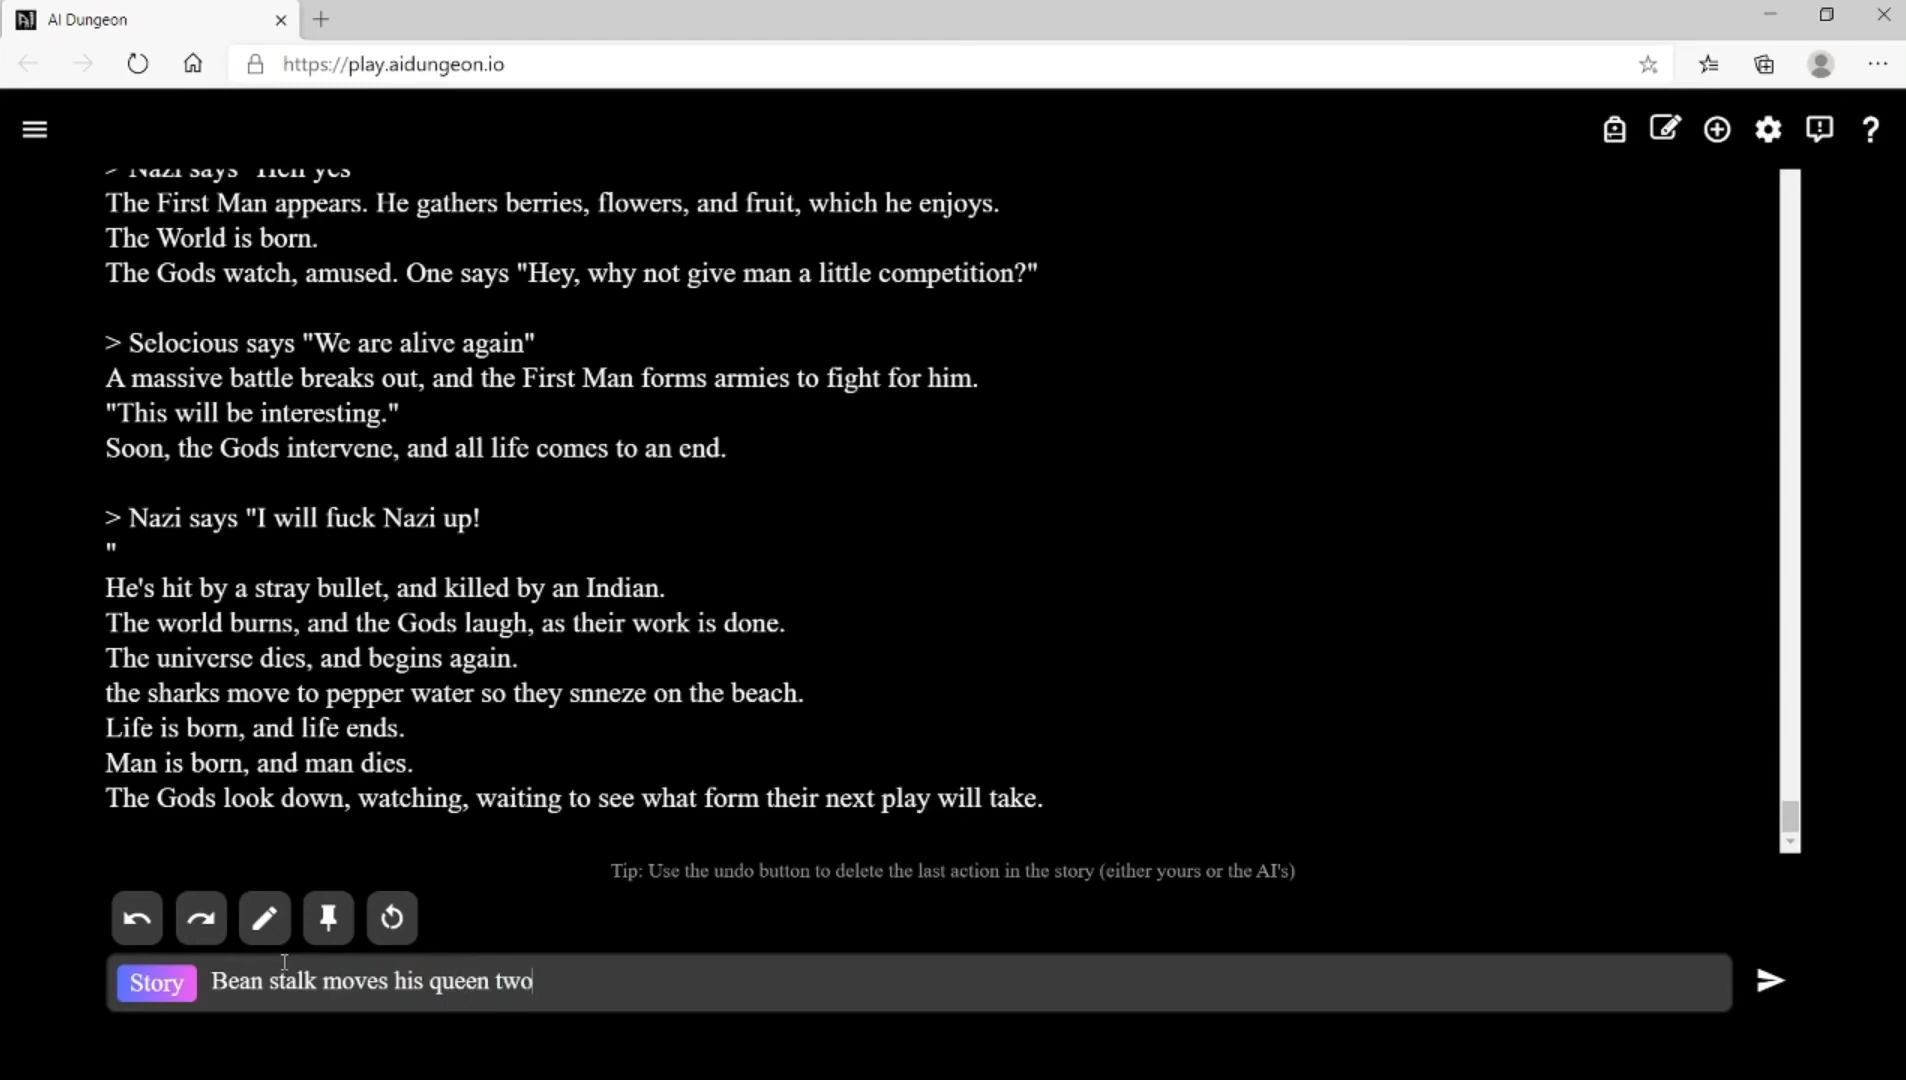 AI Dungeon
https://play.aidungeon.io
> Nazi says "Hell yes
The First Man appears. He gathers berries, flowers, and fruit, which he enjoys.
The World is born.
The Gods watch, amused. One says "Hey, why not give man a little competition?"
> Selocious says "We are alive again"
A massive battle breaks out, and the First Man forms armies to fight for him.
"This will be interesting."
Soon, the Gods intervene, and all life comes to an end.
> Nazi says "I will fuck Nazi up!
"
He's hit by a stray bullet, and killed by an Indian.
The world burns, and the Gods laugh, as their work is done.
The universe dies, and begins again.
the sharks move to pepper water so they snneze on the beach.
Life is born, and life ends.
Man is born, and man dies.
The Gods look down, watching, waiting to see what form their next play will take.
Tip: Use the undo button to delete the last action in the story (either yours or the AI's)
Story Bean stalk moves his queen two